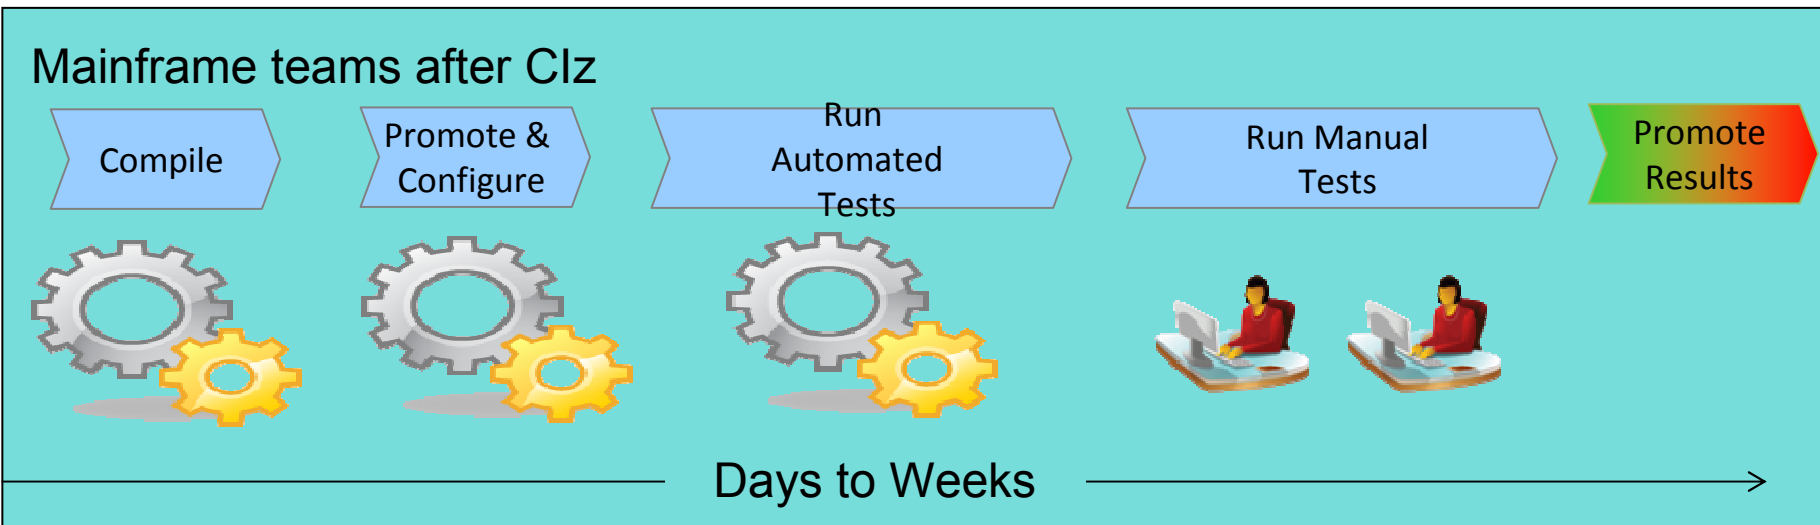 Mainframe teams after CIz
Compile
Promote &
Configure
Run
Automated
Tests
Run Manual
Tests
Promote
Results
Days to Weeks